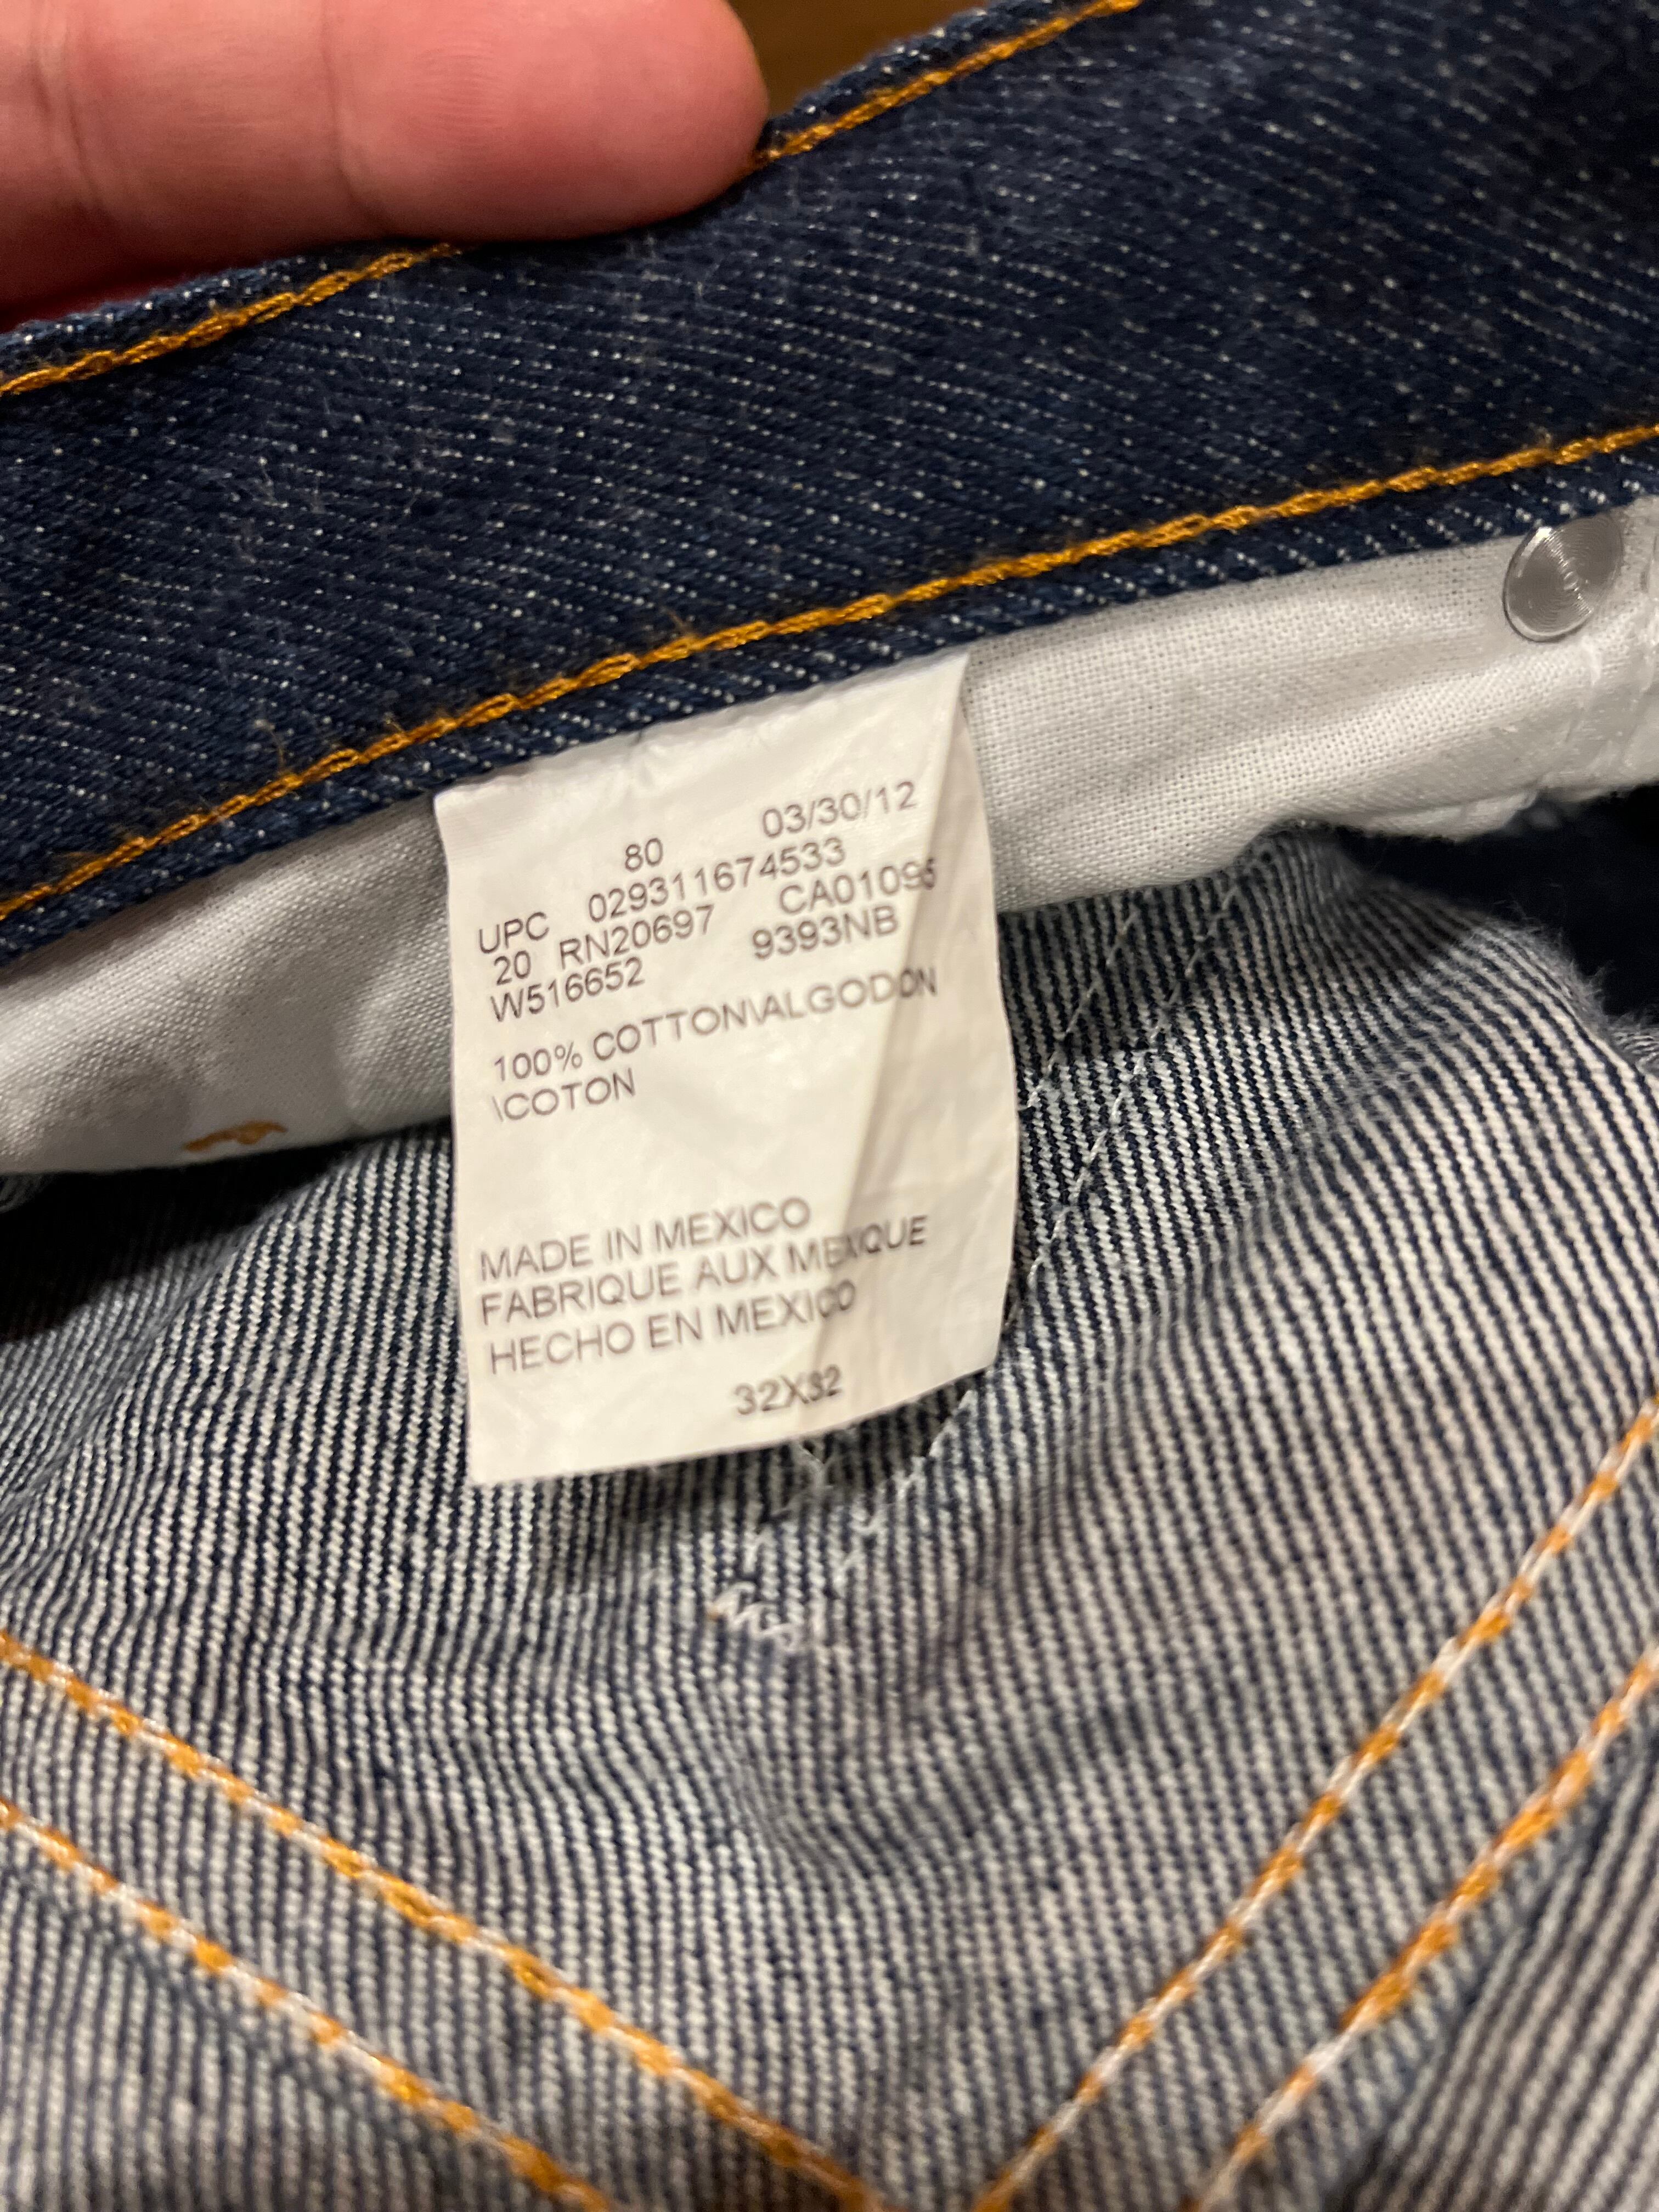 80 03/30/12
UPC 029311674533
20 RN20697 CA01095
W516652 9393NB
100% COTTON\ALGODON
\COTON
MADE IN MEXICO
FABRIQUE AUX MEXIQUE
HECHO EN MEXICO
32X32